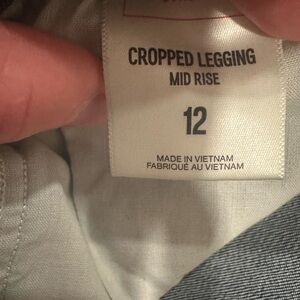 CROPPED LEGGING
MID RISE
12
MADE IN VIETNAM
FABRIQUÉ AU VIETNAM